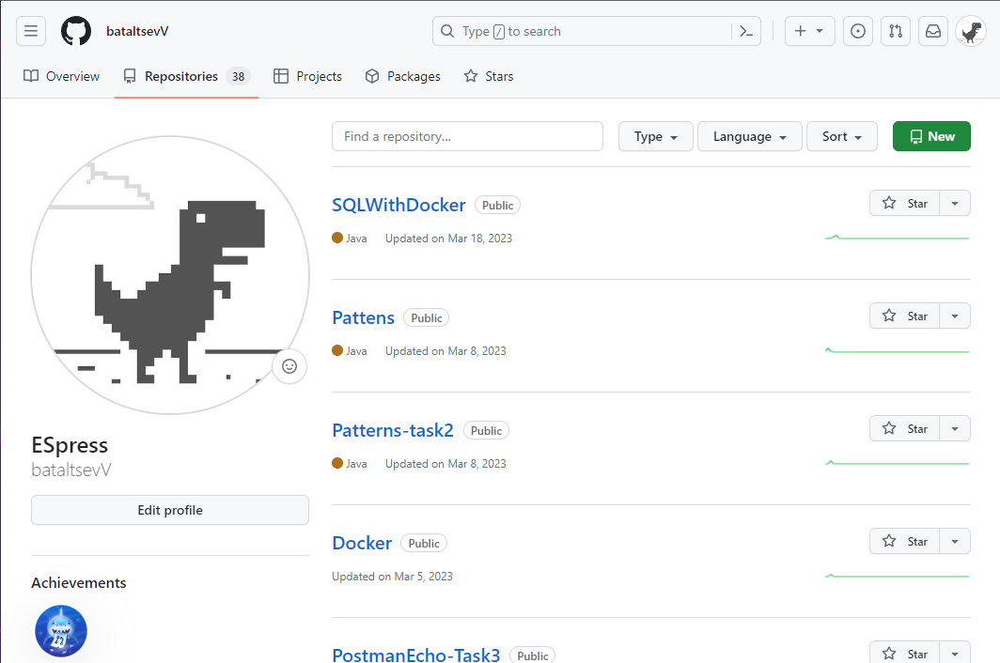 bataltsevV
Type / to search
Overview
Repositories 38
Projects
Packages
Stars
Find a repository...
Type
Language
Sort
New
SQLWithDocker Public
Star
Java Updated on Mar 18, 2023
Pattens Public
Star
Java Updated on Mar 8, 2023
Patterns-task2 Public
Star
Java Updated on Mar 8, 2023
Docker Public
Star
Updated on Mar 5, 2023
PostmanEcho-Task3 Public
Star
ESpress
bataltsevV
Edit profile
Achievements